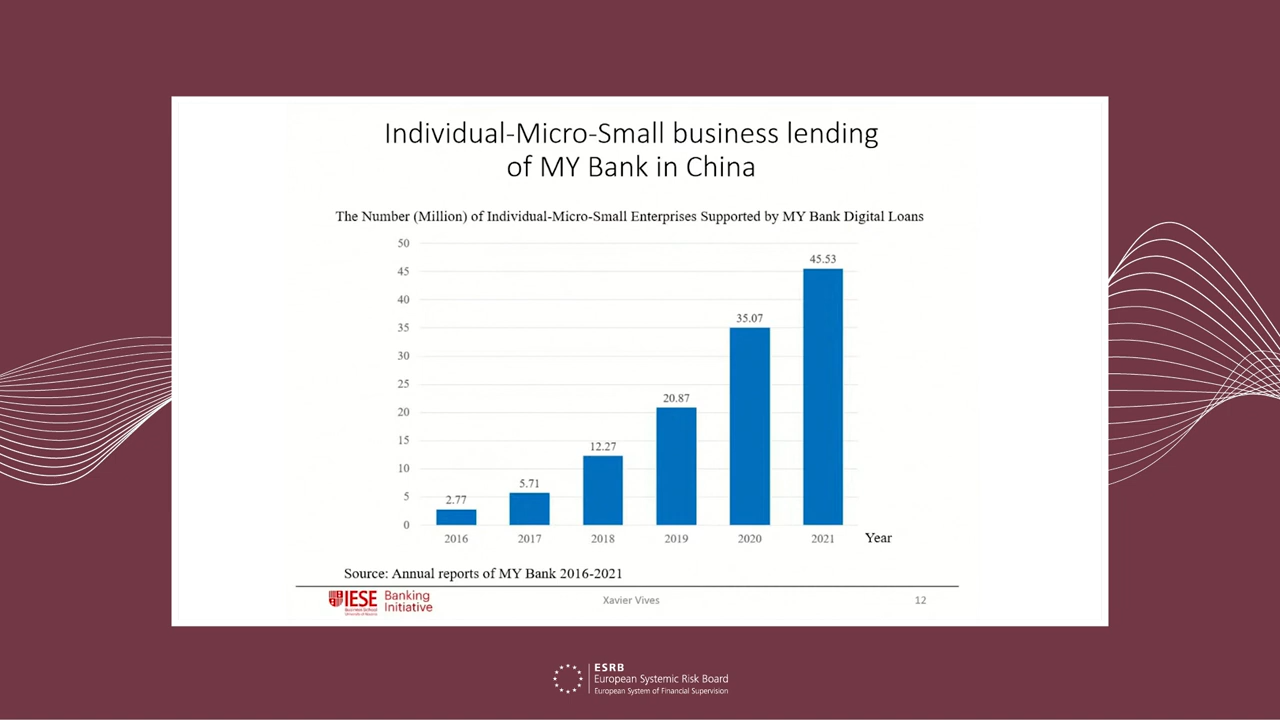 Individual-Micro-Small business lending
of MY Bank in China
The Number (Million) of Individual-Micro-Small Enterprises Supported by MY Bank Digital Loans
50
45
40
35
30
25
20
15
10
5
0
2.77
5.71
12.27
20.87
35.07
45.53
2016 2017 2018 2019 2020 2021 Year
Source: Annual reports of MY Bank 2016-2021
IESE
Banking
Initiative
Xavier Vives
12
ESRB
European Systemic Risk Board
European System of Financial Supervision